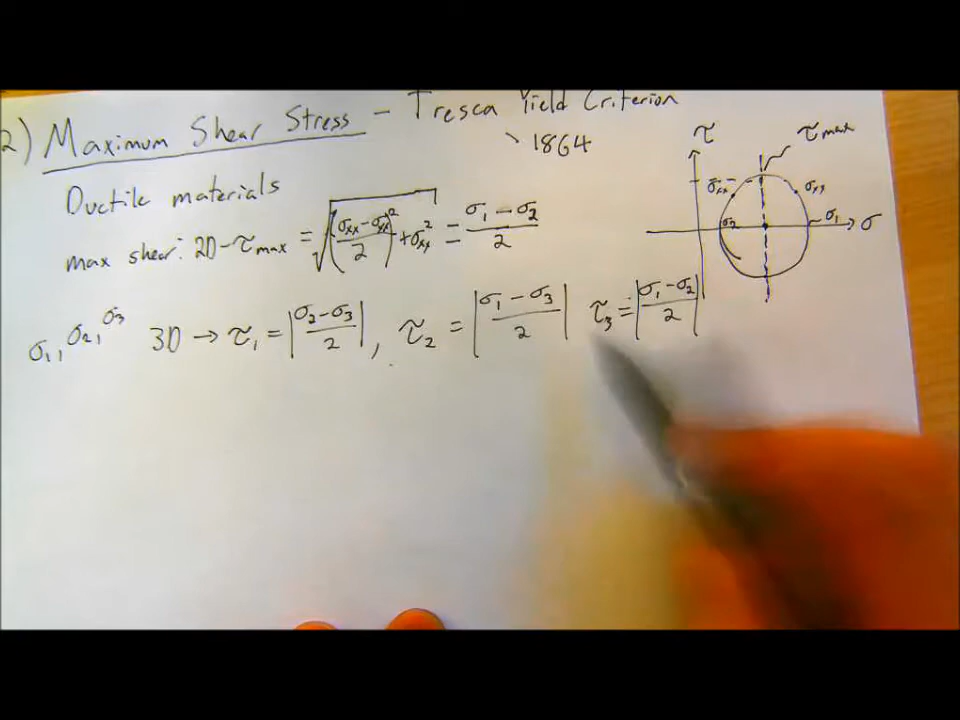 2) Maximum Shear Stress - Tresca Yield Criterion
1864
Ductile materials
max shear: 2D - τmax = √((σxx - σyy)/2)² + σxy² = (σ1 - σ2)/2
σ1, σ2, σ3 3D → τ1 = |(σ2 - σ3)/2|, τ2 = |(σ1 - σ3)/2| τ3 = |(σ1 - σ2)/2|
τ
τmax
σxx
σxy
σ2
σ1
σ